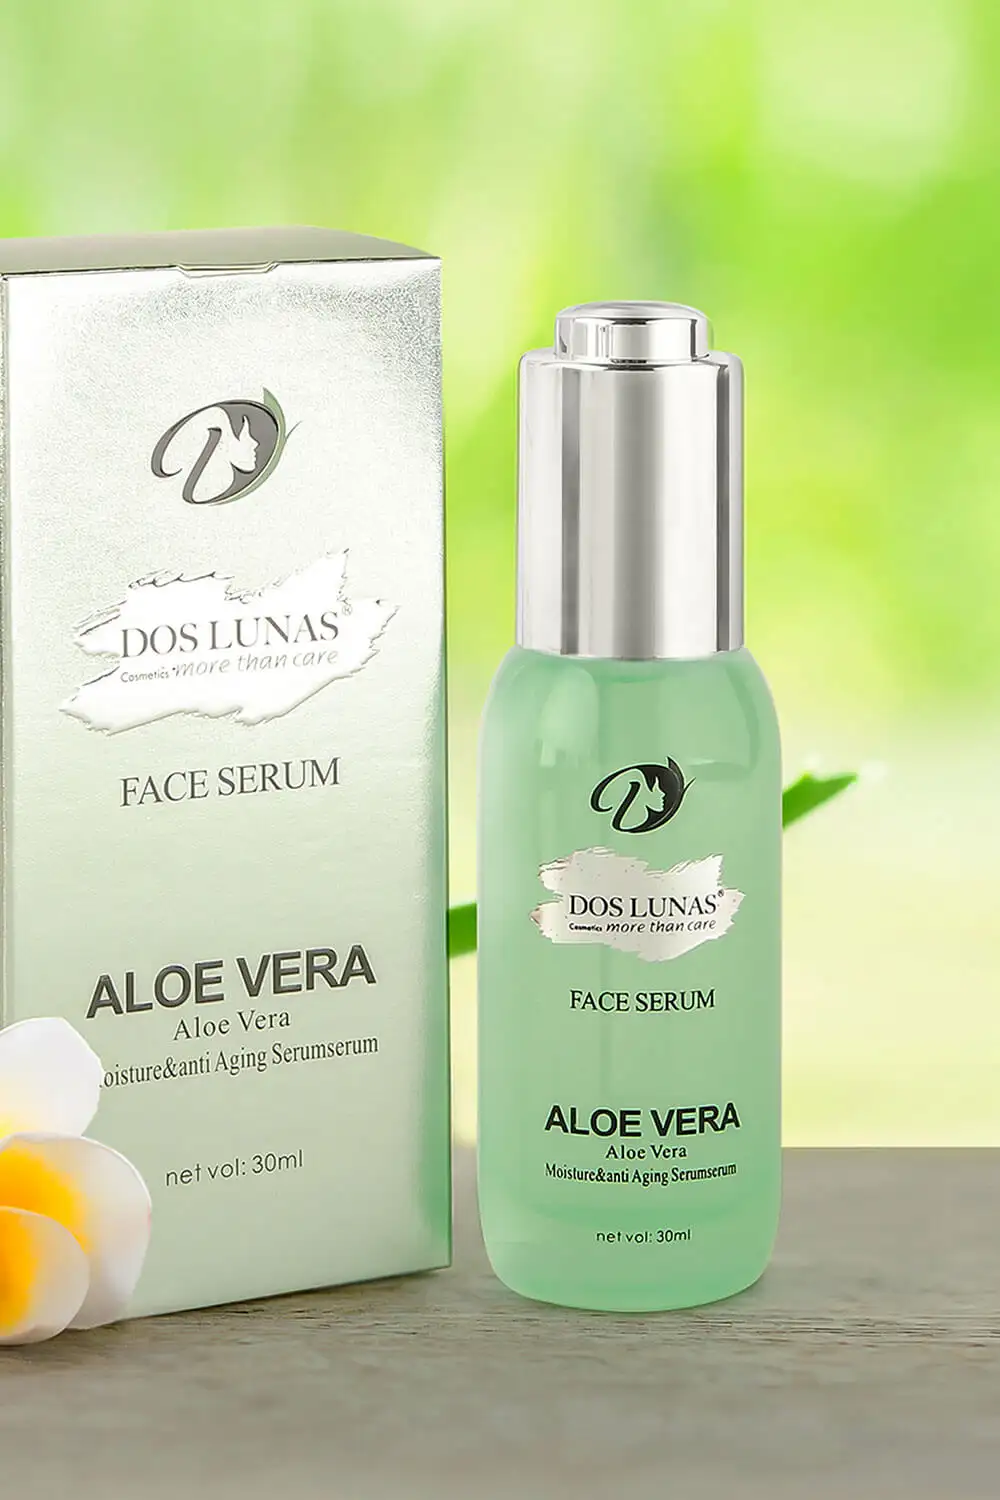 DOS LUNAS®
Cosmetics more than care
FACE SERUM
ALOE VERA
Aloe Vera
oisture&anti Aging Serumserum
net vol: 30ml
DOS LUNAS®
Cosmetics more than care
FACE SERUM
ALOE VERA
Aloe Vera
Moisture&anti Aging Serumserum
net vol: 30ml